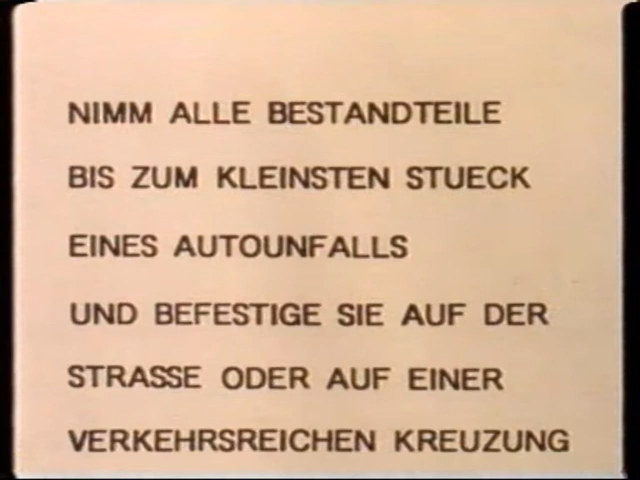 NIMM ALLE BESTANDTEILE
BIS ZUM KLEINSTEN STUECK
EINES AUTOUNFALLS
UND BEFESTIGE SIE AUF DER
STRASSE ODER AUF EINER
VERKEHRSREICHEN KREUZUNG